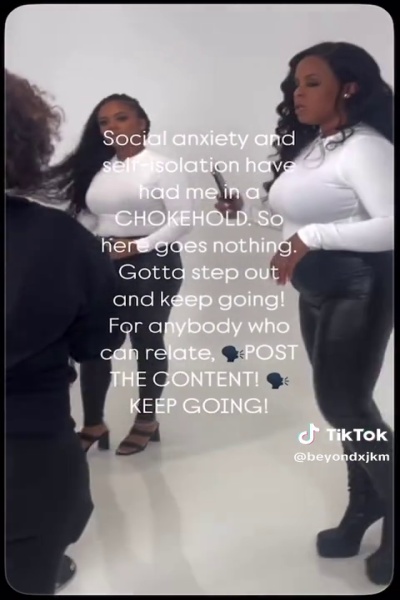 Social anxiety and
self-isolation have
had me in a
CHOKEHOLD. So
here goes nothing.
Gotta step out
and keep going!
For anybody who
can relate, 🗣️POST
THE CONTENT! 🗣️
KEEP GOING!
TikTok
@beyondxjkm